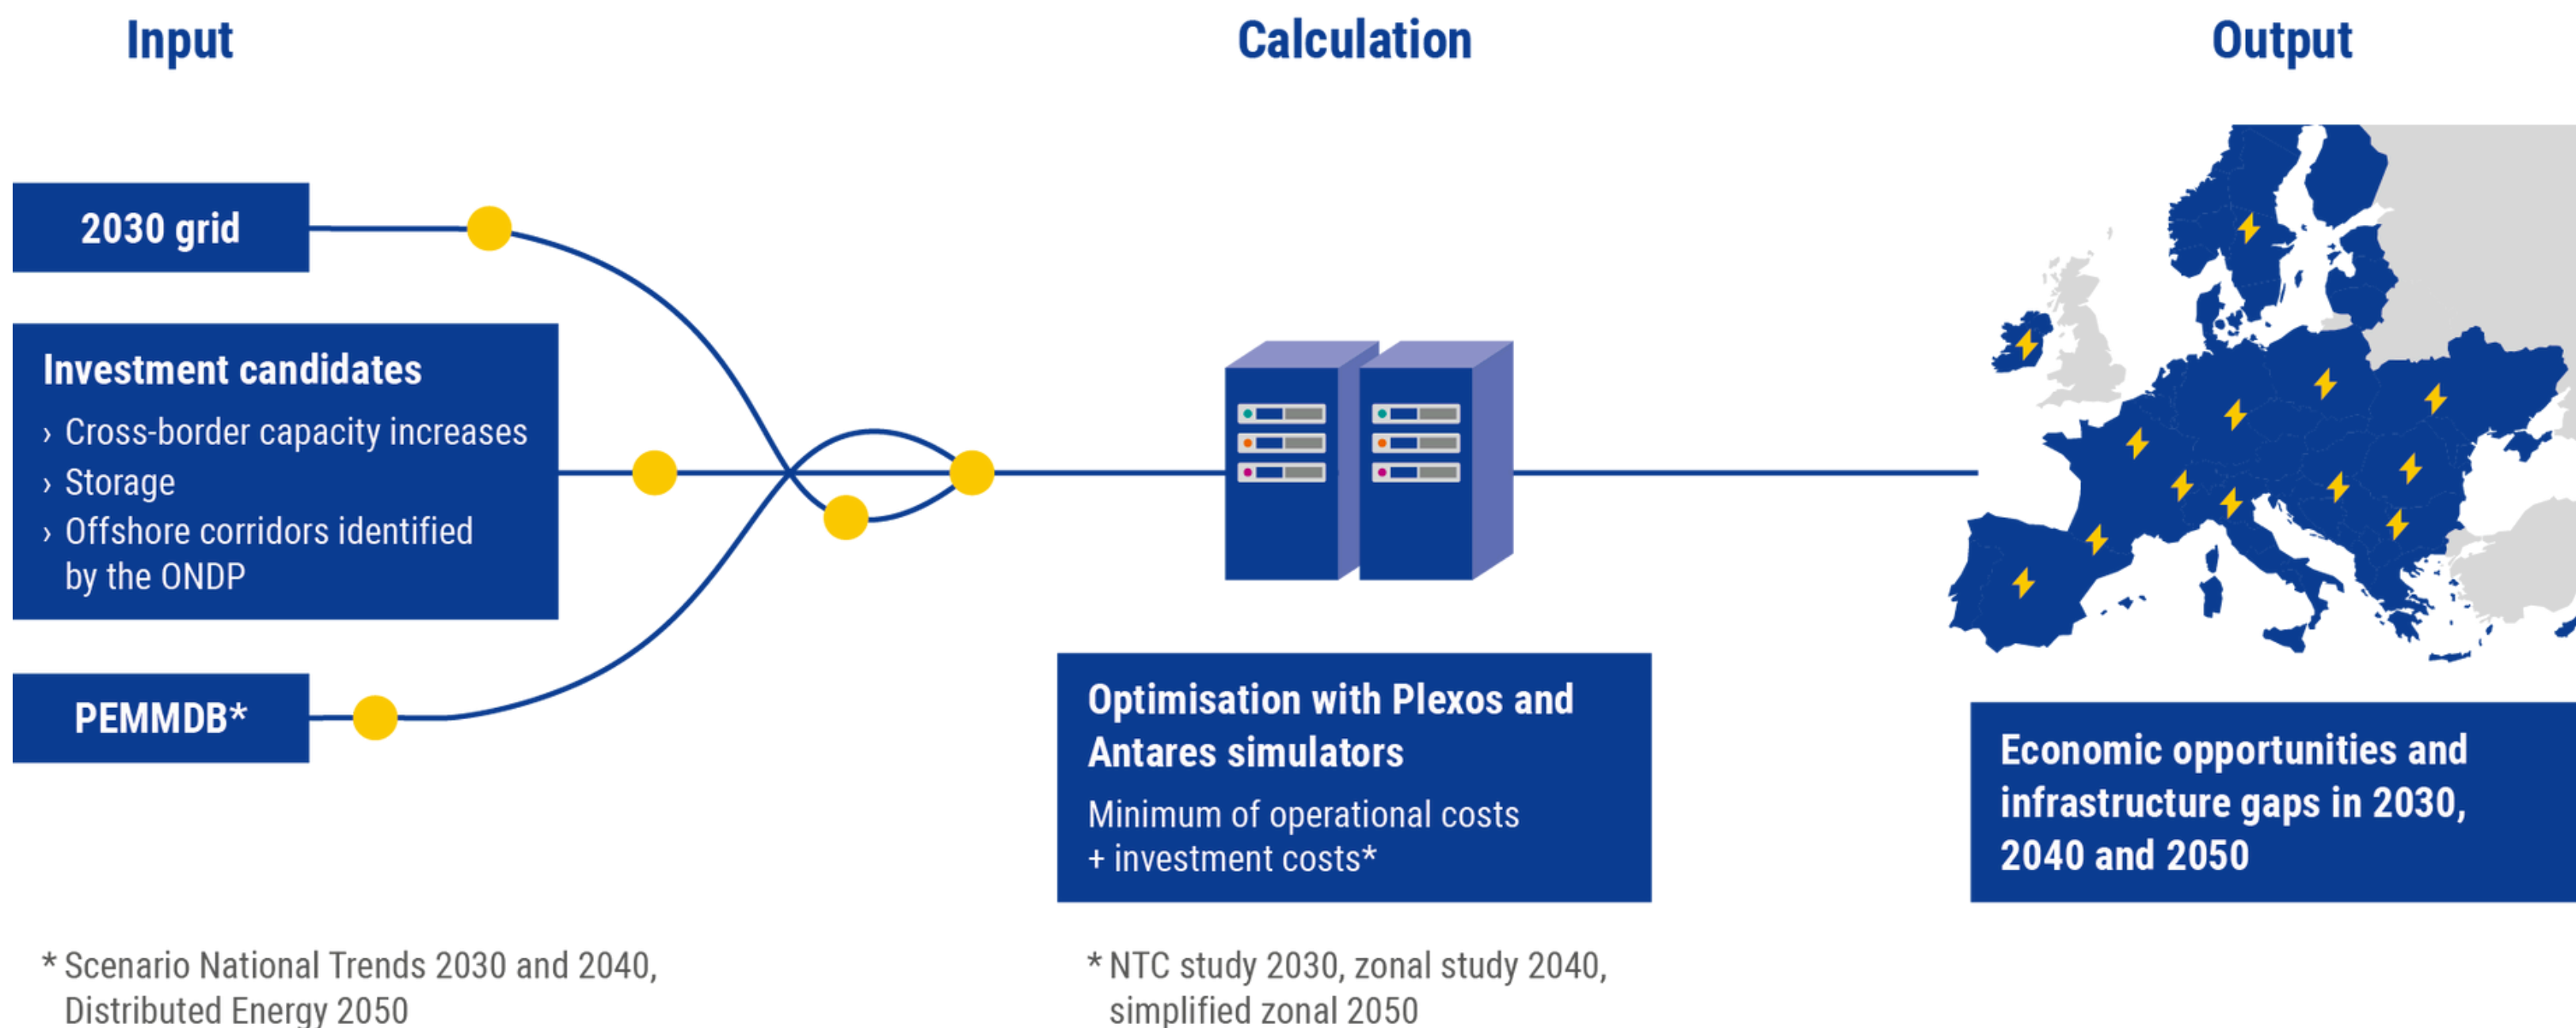 Input
Calculation
Output
2030 grid
Investment candidates
› Cross-border capacity increases
› Storage
› Offshore corridors identified
by the ONDP
PEMMDB*
* Scenario National Trends 2030 and 2040,
Distributed Energy 2050
Optimisation with Plexos and
Antares simulators
Minimum of operational costs
+ investment costs*
* NTC study 2030, zonal study 2040,
simplified zonal 2050
Economic opportunities and
infrastructure gaps in 2030,
2040 and 2050